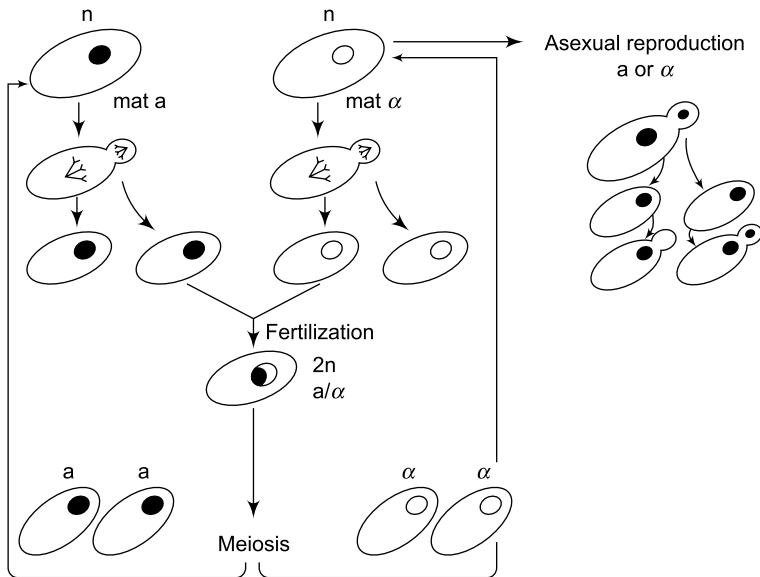 n
n
Asexual reproduction
a or α
mat a
mat α
Fertilization
2n
a/α
a
a
α
α
Meiosis